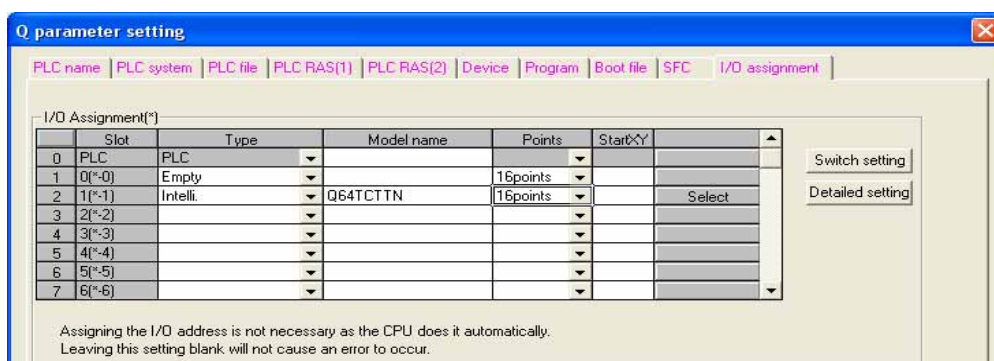 Q parameter setting
PLC name PLC system PLC file PLC RAS(1) PLC RAS(2) Device Program Boot file SFC I/O assignment
I/O Assignment(*)
Slot Type Model name Points StartXY
0 PLC PLC
1 0(*-0) Empty 16points
2 1(*-1) Intelli. Q64TCTTN 16points Select
3 2(*-2)
4 3(*-3)
5 4(*-4)
6 5(*-5)
7 6(*-6)
Switch setting
Detailed setting
Assigning the I/O address is not necessary as the CPU does it automatically.
Leaving this setting blank will not cause an error to occur.